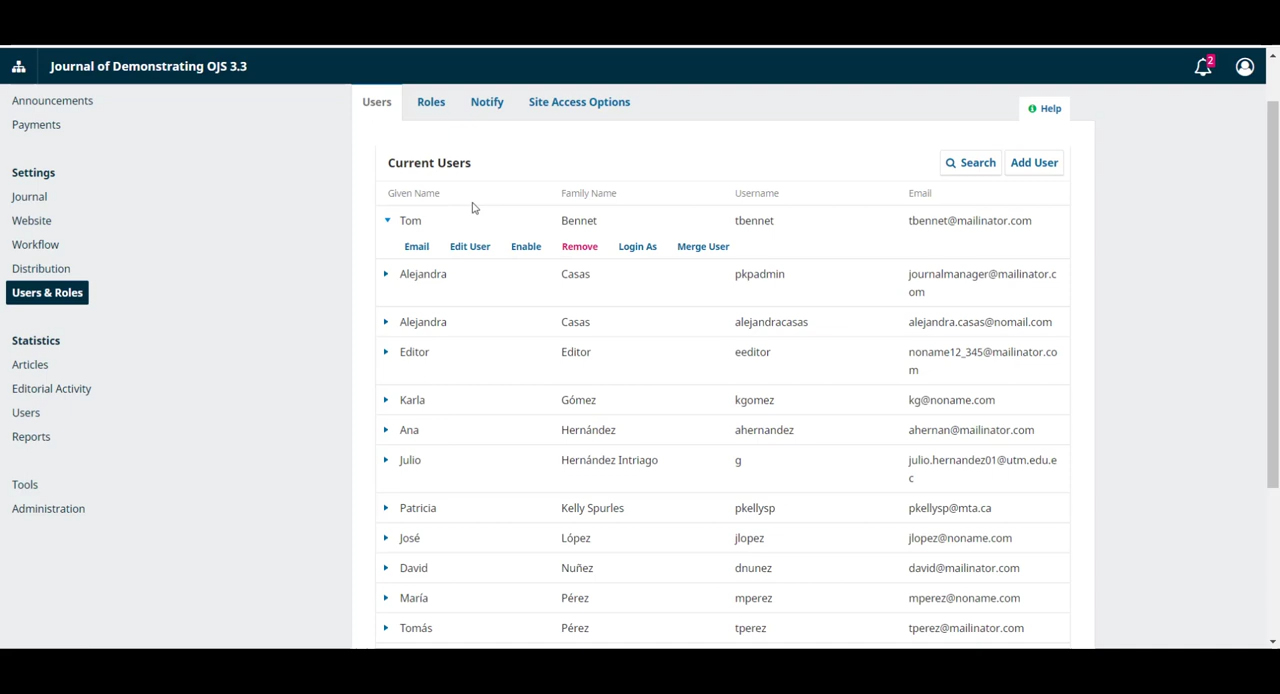 Journal of Demonstrating OJS 3.3
2
Announcements
Payments
Settings
Journal
Website
Workflow
Distribution
Users & Roles
Statistics
Articles
Editorial Activity
Users
Reports
Tools
Administration
Users Roles Notify Site Access Options
Help
Current Users Search Add User
Given Name Family Name Username Email
Tom Bennet tbennet tbennet@mailinator.com
Email Edit User Enable Remove Login As Merge User
Alejandra Casas pkpadmin journalmanager@mailinator.c
om
Alejandra Casas alejandracasas alejandra.casas@nomail.com
Editor Editor eeditor noname12_345@mailinator.co
m
Karla Gómez kgomez kg@noname.com
Ana Hernández ahernandez ahernan@mailinator.com
Julio Hernández Intriago g julio.hernandez01@utm.edu.e
c
Patricia Kelly Spurles pkellysp pkellysp@mta.ca
José López jlopez jlopez@noname.com
David Nuñez dnunez david@mailinator.com
María Pérez mperez mperez@noname.com
Tomás Pérez tperez tperez@mailinator.com